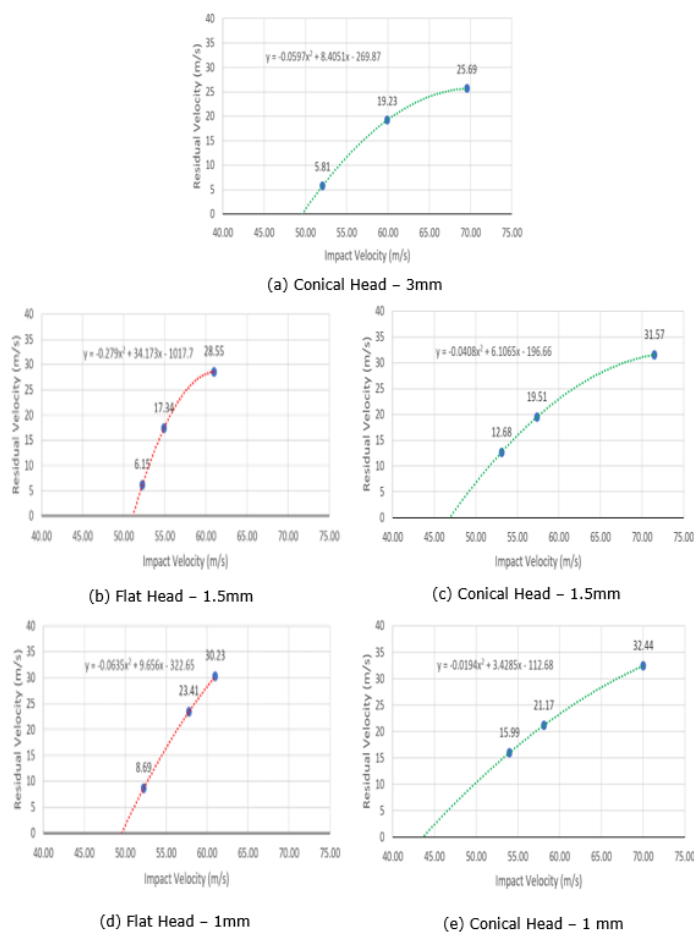 40
35
30
25
20
15
10
5
0
Residual Velocity (m/s)
y = -0.0597x² + 8.4051x - 269.87
5.81
19.23
25.69
40.00 45.00 50.00 55.00 60.00 65.00 70.00 75.00
Impact Velocity (m/s)
(a) Conical Head – 3mm
40
35
30
25
20
15
10
5
0
Residual Velocity (m/s)
y = -0.279x² + 34.173x - 1017.7
6.15
17.34
28.55
40.00 45.00 50.00 55.00 60.00 65.00 70.00 75.00
Impact Velocity (m/s)
(b) Flat Head – 1.5mm
40
35
30
25
20
15
10
5
0
Residual Velocity (m/s)
y = -0.0408x² + 6.1065x - 196.66
12.68
19.51
31.57
40.00 45.00 50.00 55.00 60.00 65.00 70.00 75.00
Impact Velocity (m/s)
(c) Conical Head – 1.5mm
40
35
30
25
20
15
10
5
0
Residual Velocity (m/s)
y = -0.0635x² + 9.656x - 322.65
8.69
23.41
30.23
40.00 45.00 50.00 55.00 60.00 65.00 70.00 75.00
Impact Velocity (m/s)
(d) Flat Head – 1mm
40
35
30
25
20
15
10
5
0
Residual Velocity (m/s)
y = -0.0194x² + 3.4285x - 112.68
15.99
21.17
32.44
40.00 45.00 50.00 55.00 60.00 65.00 70.00 75.00
Impact Velocity (m/s)
(e) Conical Head – 1 mm